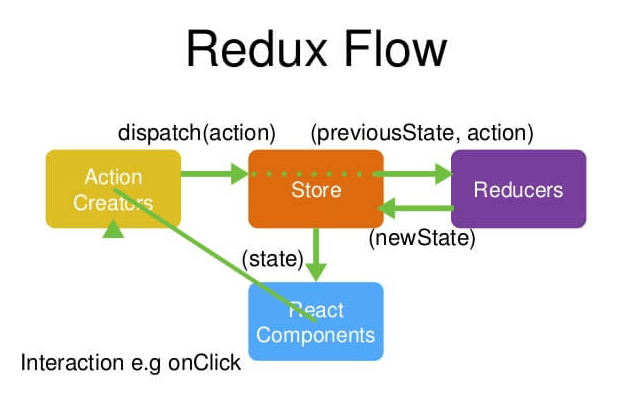 Redux Flow
dispatch(action)
(previousState, action)
Action
Creators
Store
Reducers
(newState)
(state)
React
Components
Interaction e.g onClick